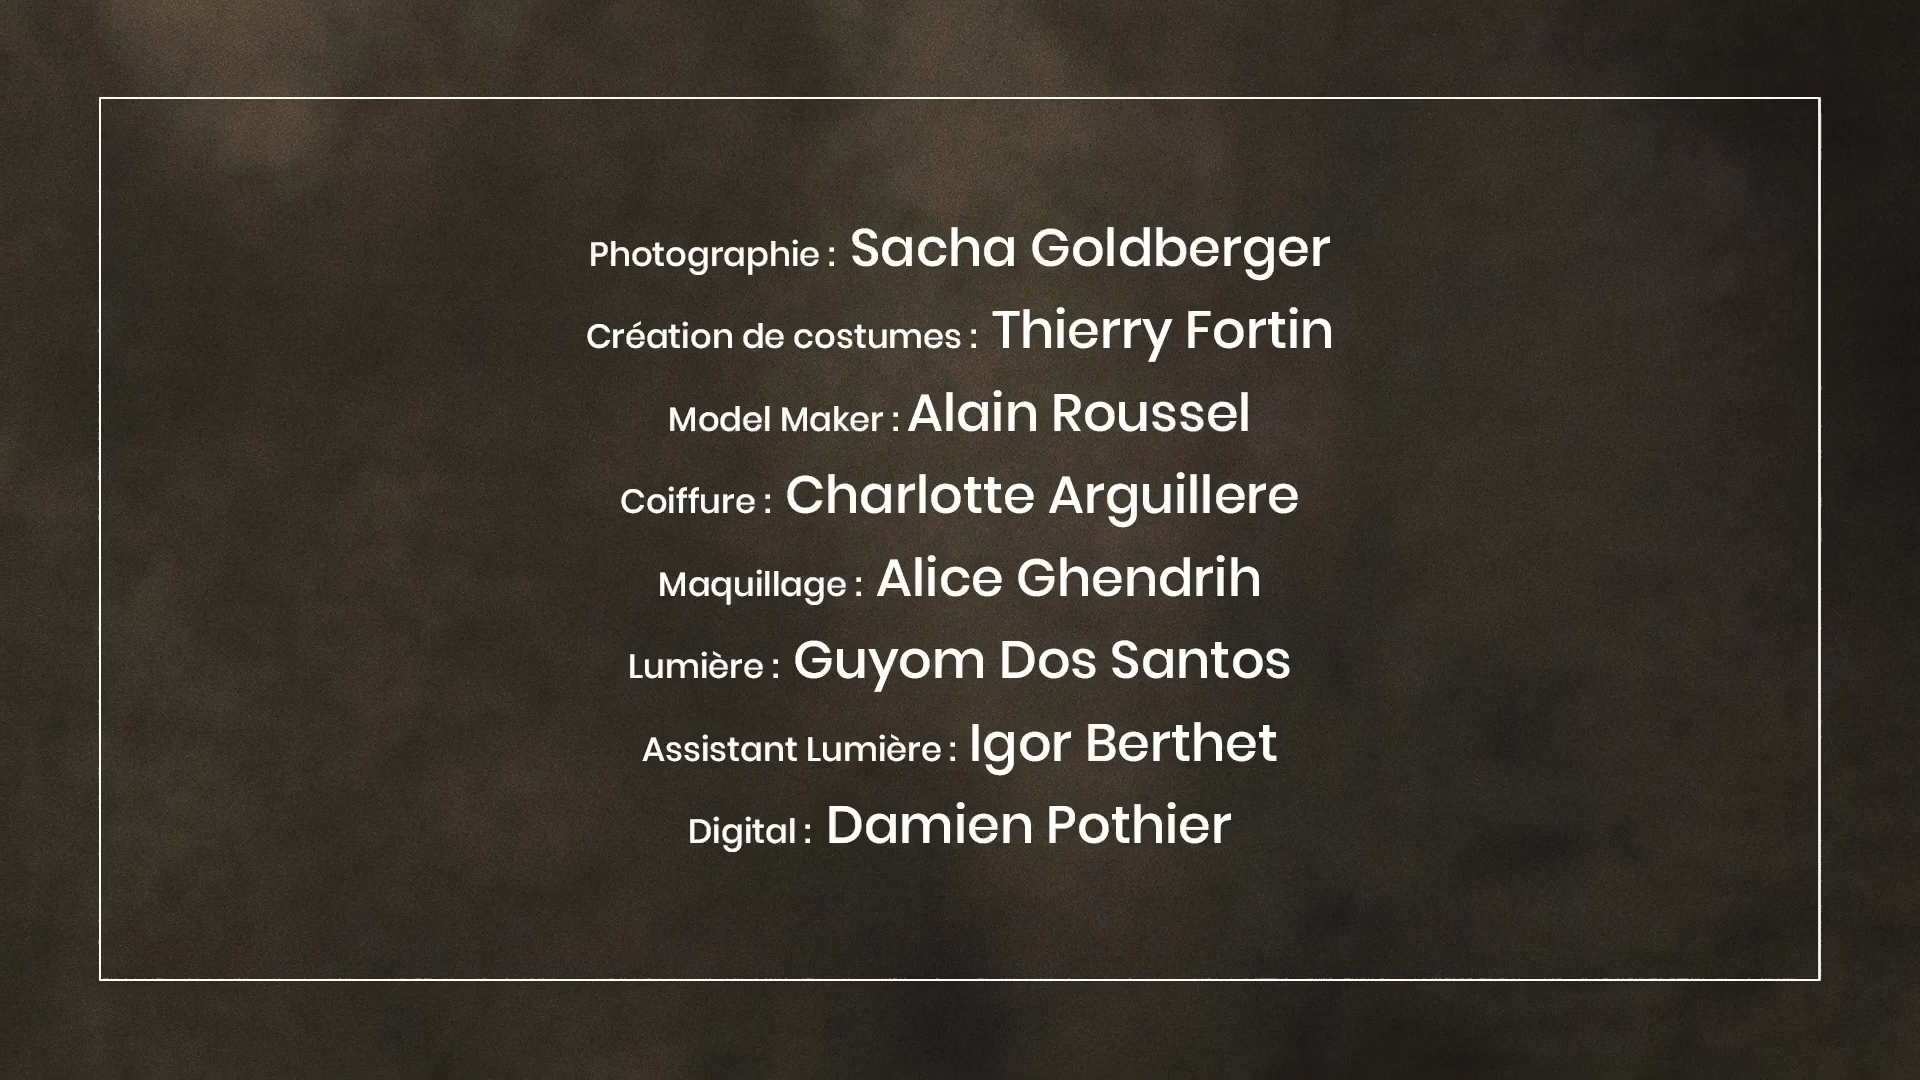 Photographie : Sacha Goldberger
Création de costumes : Thierry Fortin
Model Maker : Alain Roussel
Coiffure : Charlotte Arguillere
Maquillage : Alice Ghendrih
Lumière : Guyom Dos Santos
Assistant Lumière : Igor Berthet
Digital : Damien Pothier